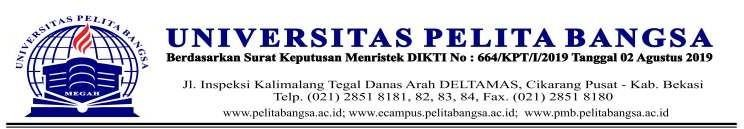 UNIVERSITAS PELITA BANGSA
MEGAH
UNIVERSITAS PELITA BANGSA
Berdasarkan Surat Keputusan Menristek DIKTI No : 664/KPT/I/2019 Tanggal 02 Agustus 2019
Jl. Inspeksi Kalimalang Tegal Danas Arah DELTAMAS, Cikarang Pusat - Kab. Bekasi
Telp. (021) 2851 8181, 82, 83, 84, Fax. (021) 2851 8180
www.pelitabangsa.ac.id; www.ecampus.pelitabangsa.ac.id; www.pmb.pelitabangsa.ac.id